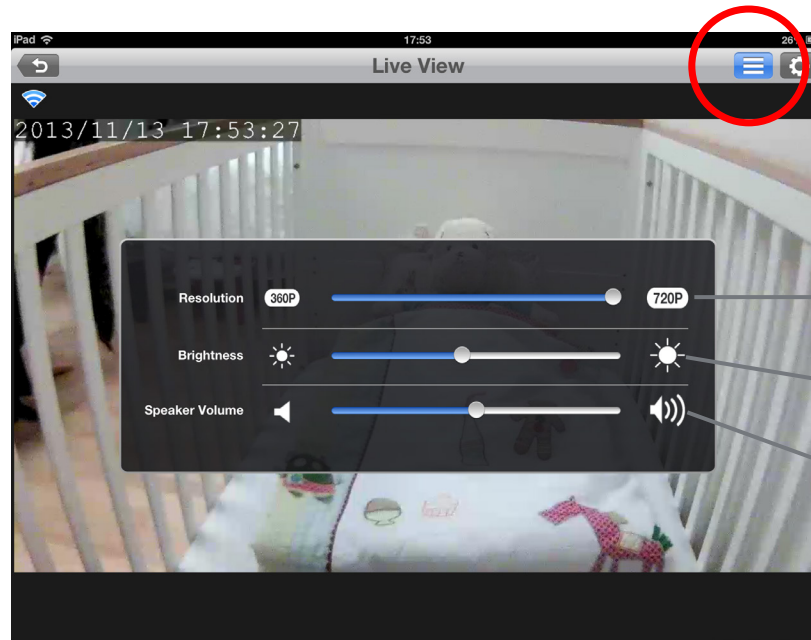 iPad 17:53 26%
Live View
2013/11/13 17:53:27
Resolution 360P 720P
Brightness
Speaker Volume